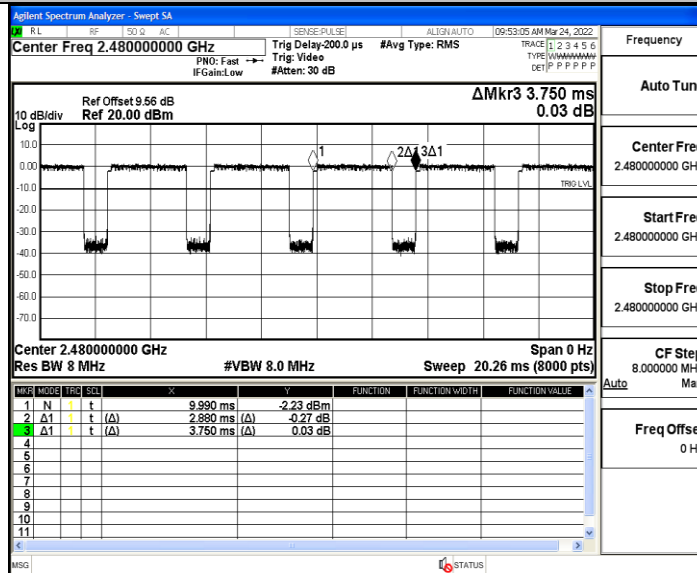 Agilent Spectrum Analyzer - Swept SA
RL RF 50 Ω AC SENSE:PULSE ALIGN AUTO 09:53:05 AM Mar 24, 2022
Center Freq 2.480000000 GHz
PNO: Fast
IFGain:Low
Trig Delay-200.0 µs
Trig: Video
#Atten: 30 dB
#Avg Type: RMS
TRACE 1 2 3 4 5 6
TYPE WWWWWW
DET P P P P P P
Frequency
Auto Tun
Center Fre
2.480000000 GH
Start Fre
2.480000000 GH
Stop Fre
2.480000000 GH
CF Step
8.000000 MH
Auto Ma
Freq Offse
0 H
ΔMkr3 3.750 ms
0.03 dB
Ref Offset 9.56 dB
10 dB/div Ref 20.00 dBm
Log
10.0
0.00
-10.0
-20.0
-30.0
-40.0
-50.0
-60.0
-70.0
1
2Δ1
3Δ1
TRIG LVL
Center 2.480000000 GHz Span 0 Hz
Res BW 8 MHz #VBW 8.0 MHz Sweep 20.26 ms (8000 pts)
MKR MODE TRC SCL X Y FUNCTION FUNCTION WIDTH FUNCTION VALUE
1 N 1 t 9.990 ms -2.23 dBm
2 Δ1 1 t (Δ) 2.880 ms (Δ) -0.27 dB
3 Δ1 1 t (Δ) 3.750 ms (Δ) 0.03 dB
4
5
6
7
8
9
10
11
MSG STATUS